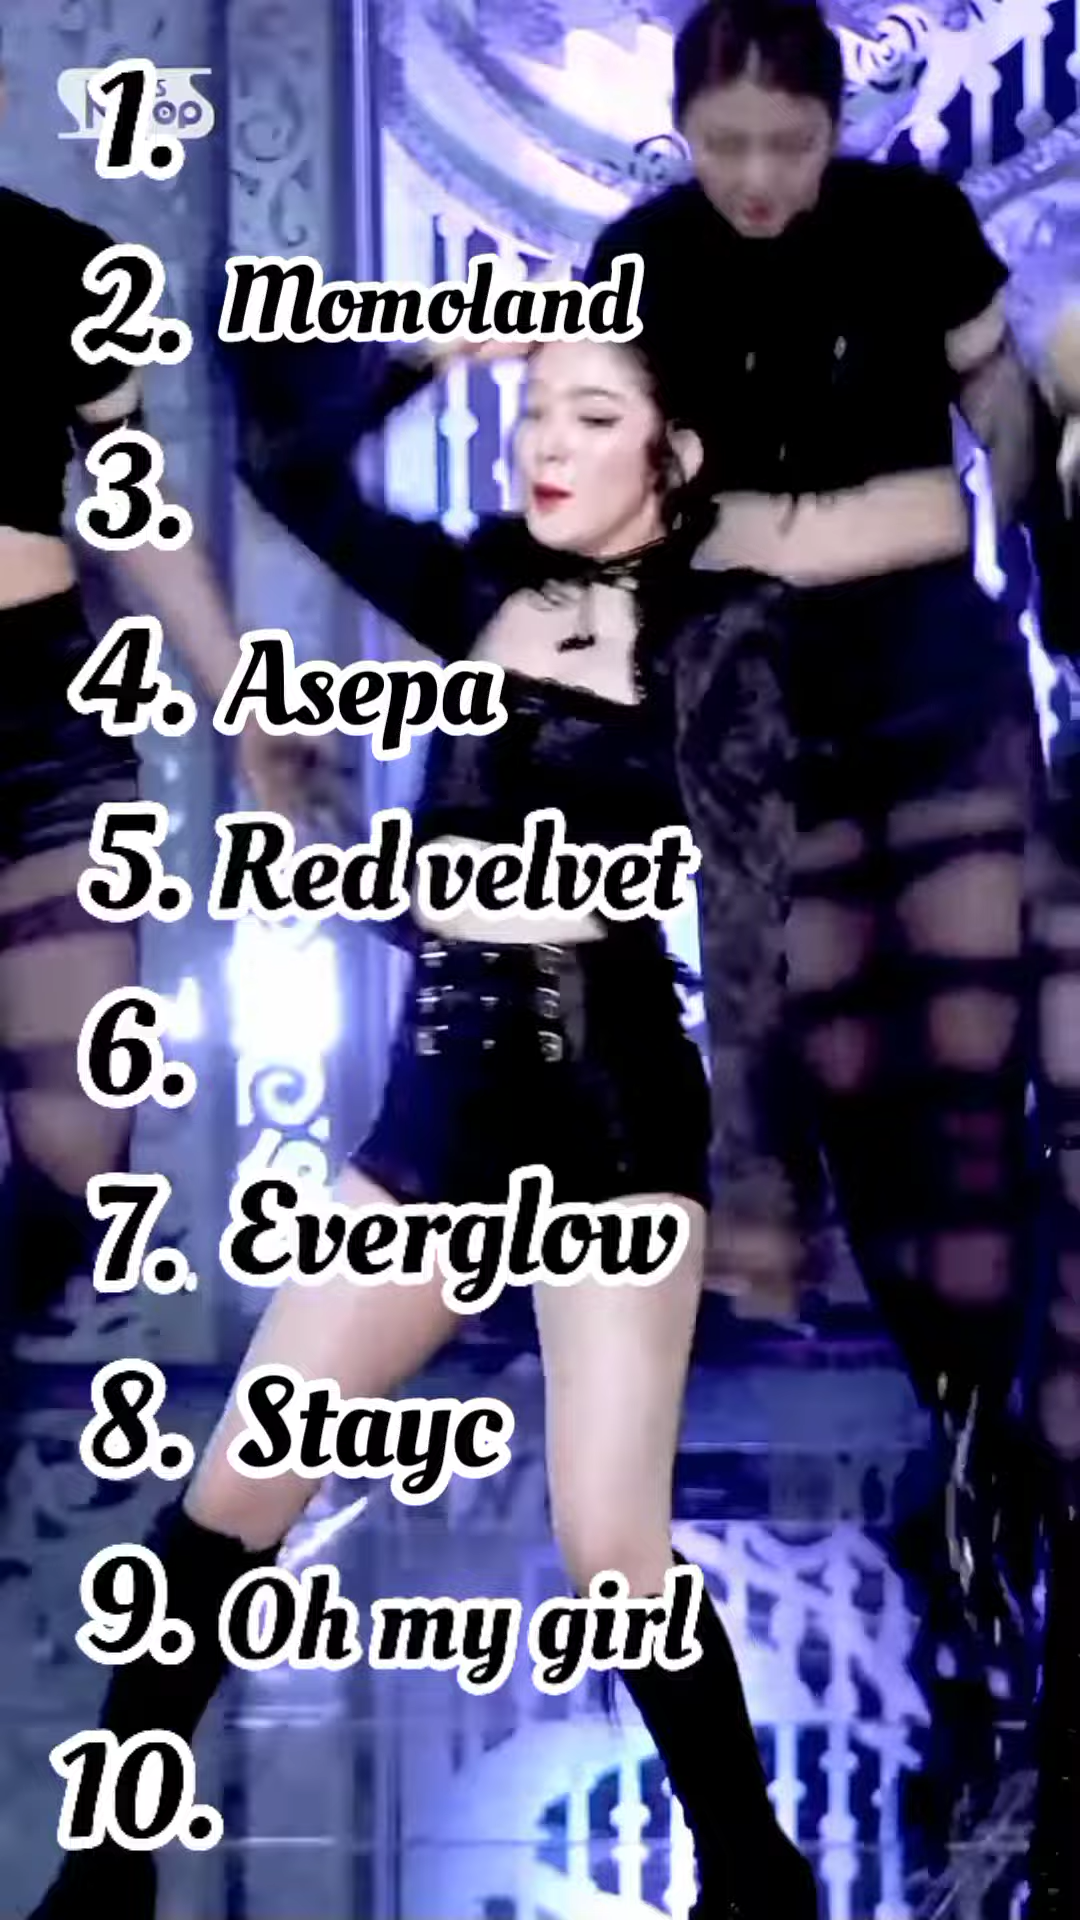 1.
2. Momoland
3.
4. Asepa
5. Red velvet
6.
7. Everglow
8. Stayc
9. Oh my girl
10.